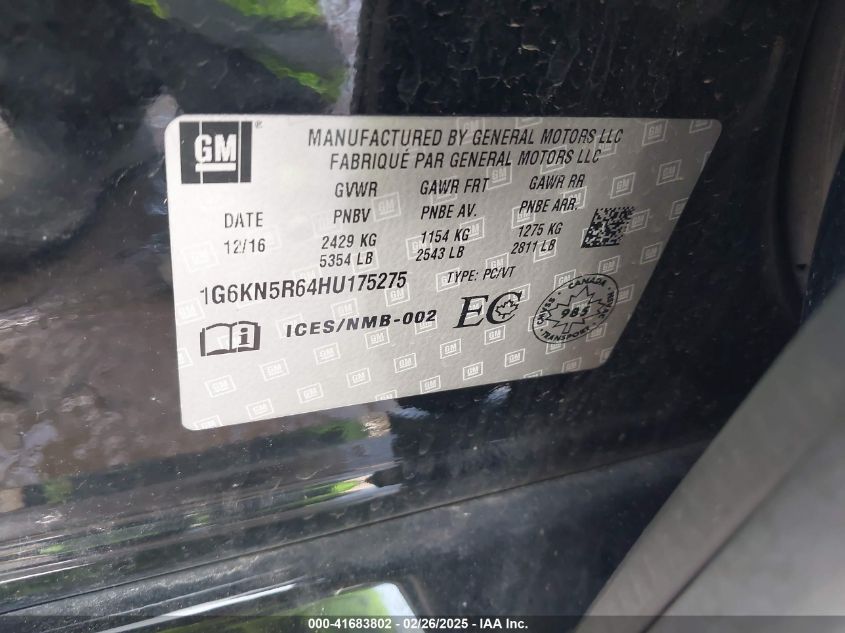 GM ®
MANUFACTURED BY GENERAL MOTORS LLC
FABRIQUÉ PAR GENERAL MOTORS LLC
GVWR GAWR FRT GAWR RR
DATE PNBV PNBE AV. PNBE ARR.
12/16 2429 KG 1154 KG 1275 KG
5354 LB 2543 LB 2811 LB
1G6KN5R64HU175275 TYPE: PC/VT
i ICES/NMB-002 EC
CANADA
985
TRANSPORT
000-41683802 - 02/26/2025 - IAA Inc.